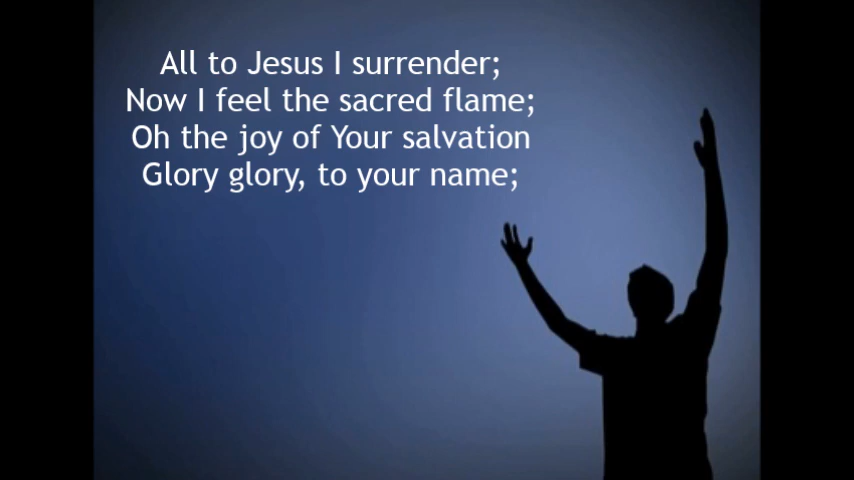 All to Jesus I surrender;
Now I feel the sacred flame;
Oh the joy of Your salvation
Glory glory, to your name;